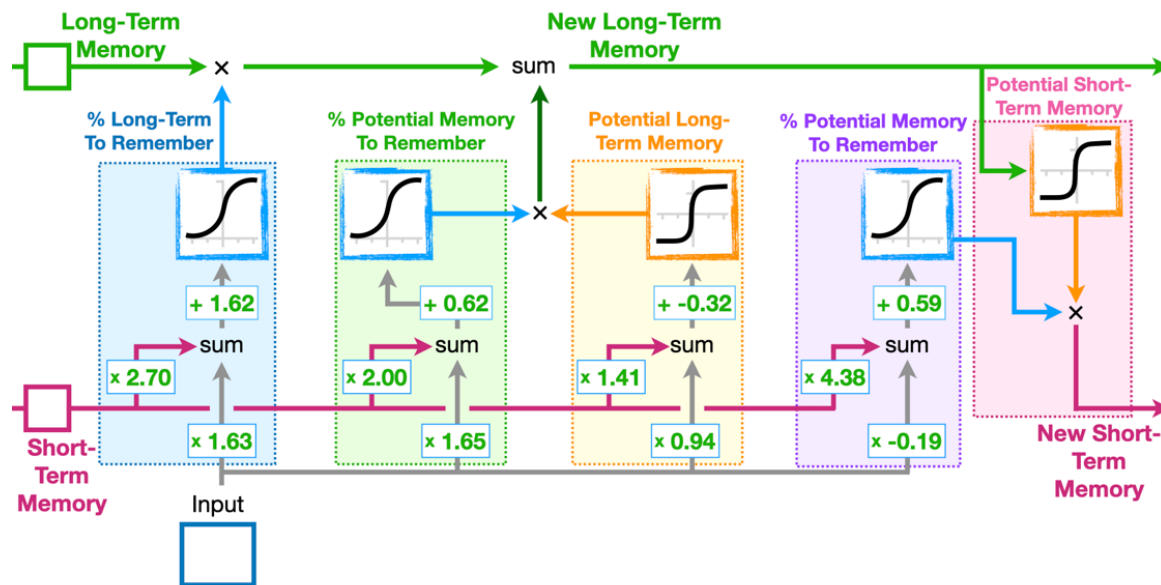 Long-Term
Memory
New Long-Term
Memory
×
sum
Potential Short-
Term Memory
% Long-Term
To Remember
% Potential Memory
To Remember
Potential Long-
Term Memory
% Potential Memory
To Remember
×
×
+ 1.62
+ 0.62
+ -0.32
+ 0.59
sum
sum
sum
sum
× 2.70
× 2.00
× 1.41
× 4.38
× 1.63
× 1.65
× 0.94
× -0.19
Short-
Term
Memory
New Short-
Term
Memory
Input